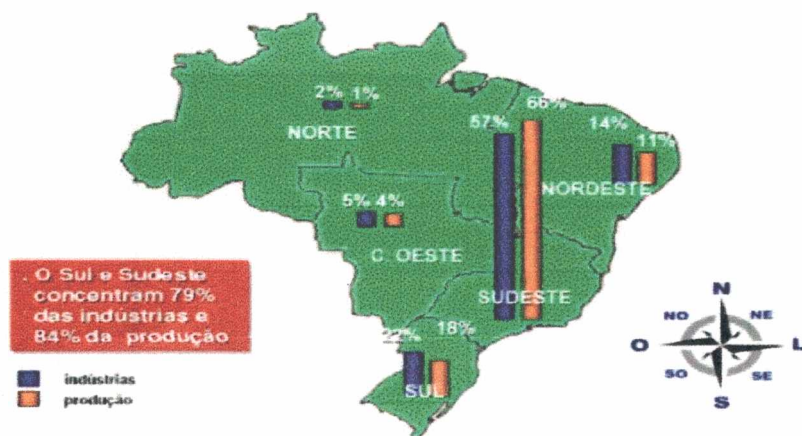 2% 1%
NORTE
57% 66%
14% 11%
NORDESTE
5% 4%
C. OESTE
SUDESTE
22% 18%
SUL
. O Sul e Sudeste
concentram 79%
das indústrias e
84% da produção
indústrias
produção
N
NO NE
O L
SO SE
S